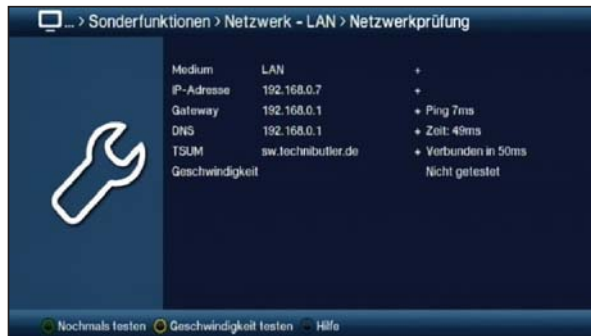 ... > Sonderfunktionen > Netzwerk - LAN > Netzwerkprüfung
Medium LAN +
IP-Adresse 192.168.0.7 +
Gateway 192.168.0.1 + Ping 7ms
DNS 192.168.0.1 + Zeit: 49ms
TSUM sw.technibutler.de + Verbunden in 50ms
Geschwindigkeit Nicht getestet
Nochmals testen Geschwindigkeit testen Hilfe